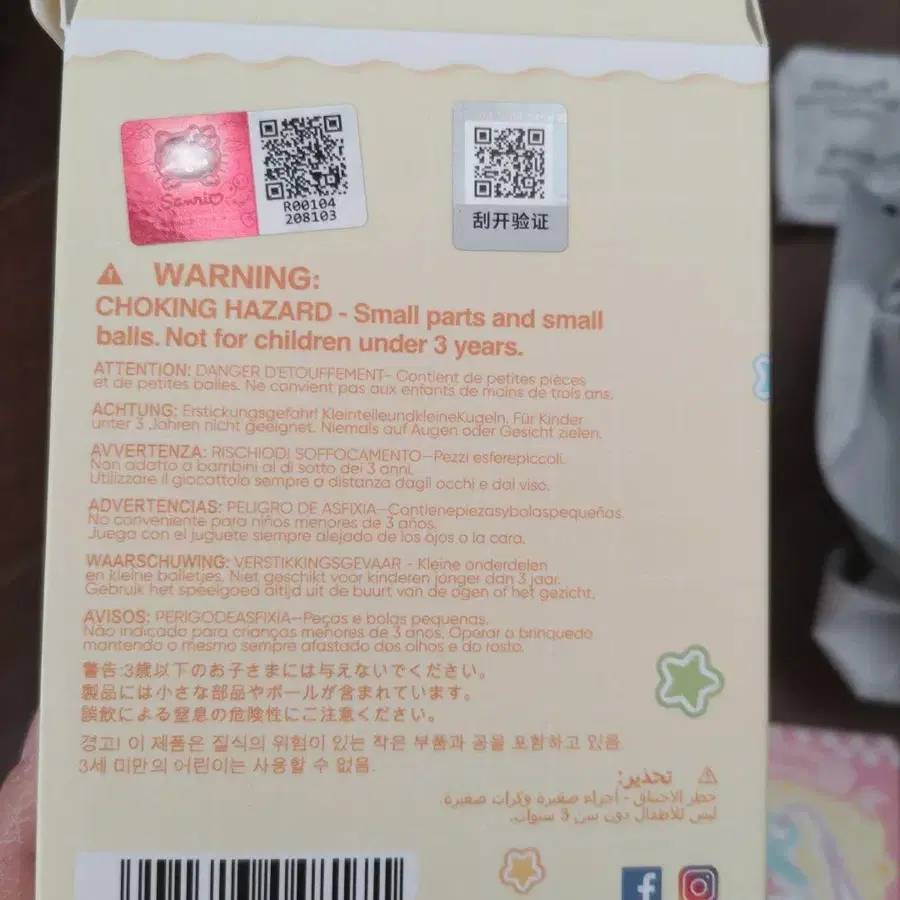 Sanrio
R00104
208103
刮开验证
WARNING:
CHOKING HAZARD - Small parts and small
balls. Not for children under 3 years.
ATTENTION: DANGER D'ETOUFFEMENT- Contient de petites pièces
et de petites balles. Ne convient pas aux enfants de mains de trois ans.
ACHTUNG: Erstickungsgefahr! KleinteileundkleineKugeln. Für Kinder
unter 3 Jahren nicht geeignet. Niemals auf Augen oder Gesicht zielen.
AVVERTENZA: RISCHIODI SOFFOCAMENTO—Pezzi esferepiccoli.
Non adatto a bambini al di sotto dei 3 anni.
Utilizzare il giocattolo sempre a distanza dagli occhi e dal viso.
ADVERTENCIAS: PELIGRO DE ASFIXIA—Contienepiezasybolaspequeñas.
No conveniente para niños menores de 3 años.
Juega con el juguete siempre alejado de los ojos o la cara.
WAARSCHUWING: VERSTIKKINGSGEVAAR - Kleine onderdelen
en kleine balletjes. Niet geschikt voor kinderen jonger dan 3 jaar.
Gebruik het speelgoed altijd uit de buurt van de ogen of het gezicht.
AVISOS: PERIGODEASFIXIA—Peças e bolas pequenas.
Não indicado para crianças menores de 3 anos. Operar o brinquedo
mantendo o mesmo sempre afastado dos olhos e do rosto.
警告:3歳以下のお子さまには与えないでください。
製品には小さな部品やボールが含まれています。
誤飲による窒息の危険性にご注意ください。
경고! 이 제품은 질식의 위험이 있는 작은 부품과 공을 포함하고 있음
3세 미만의 어린이는 사용할 수 없음.
تحذير:
خطر الاختناق - أجزاء صغيرة وكرات صغيرة.
ليس للأطفال دون سن 3 سنوات.